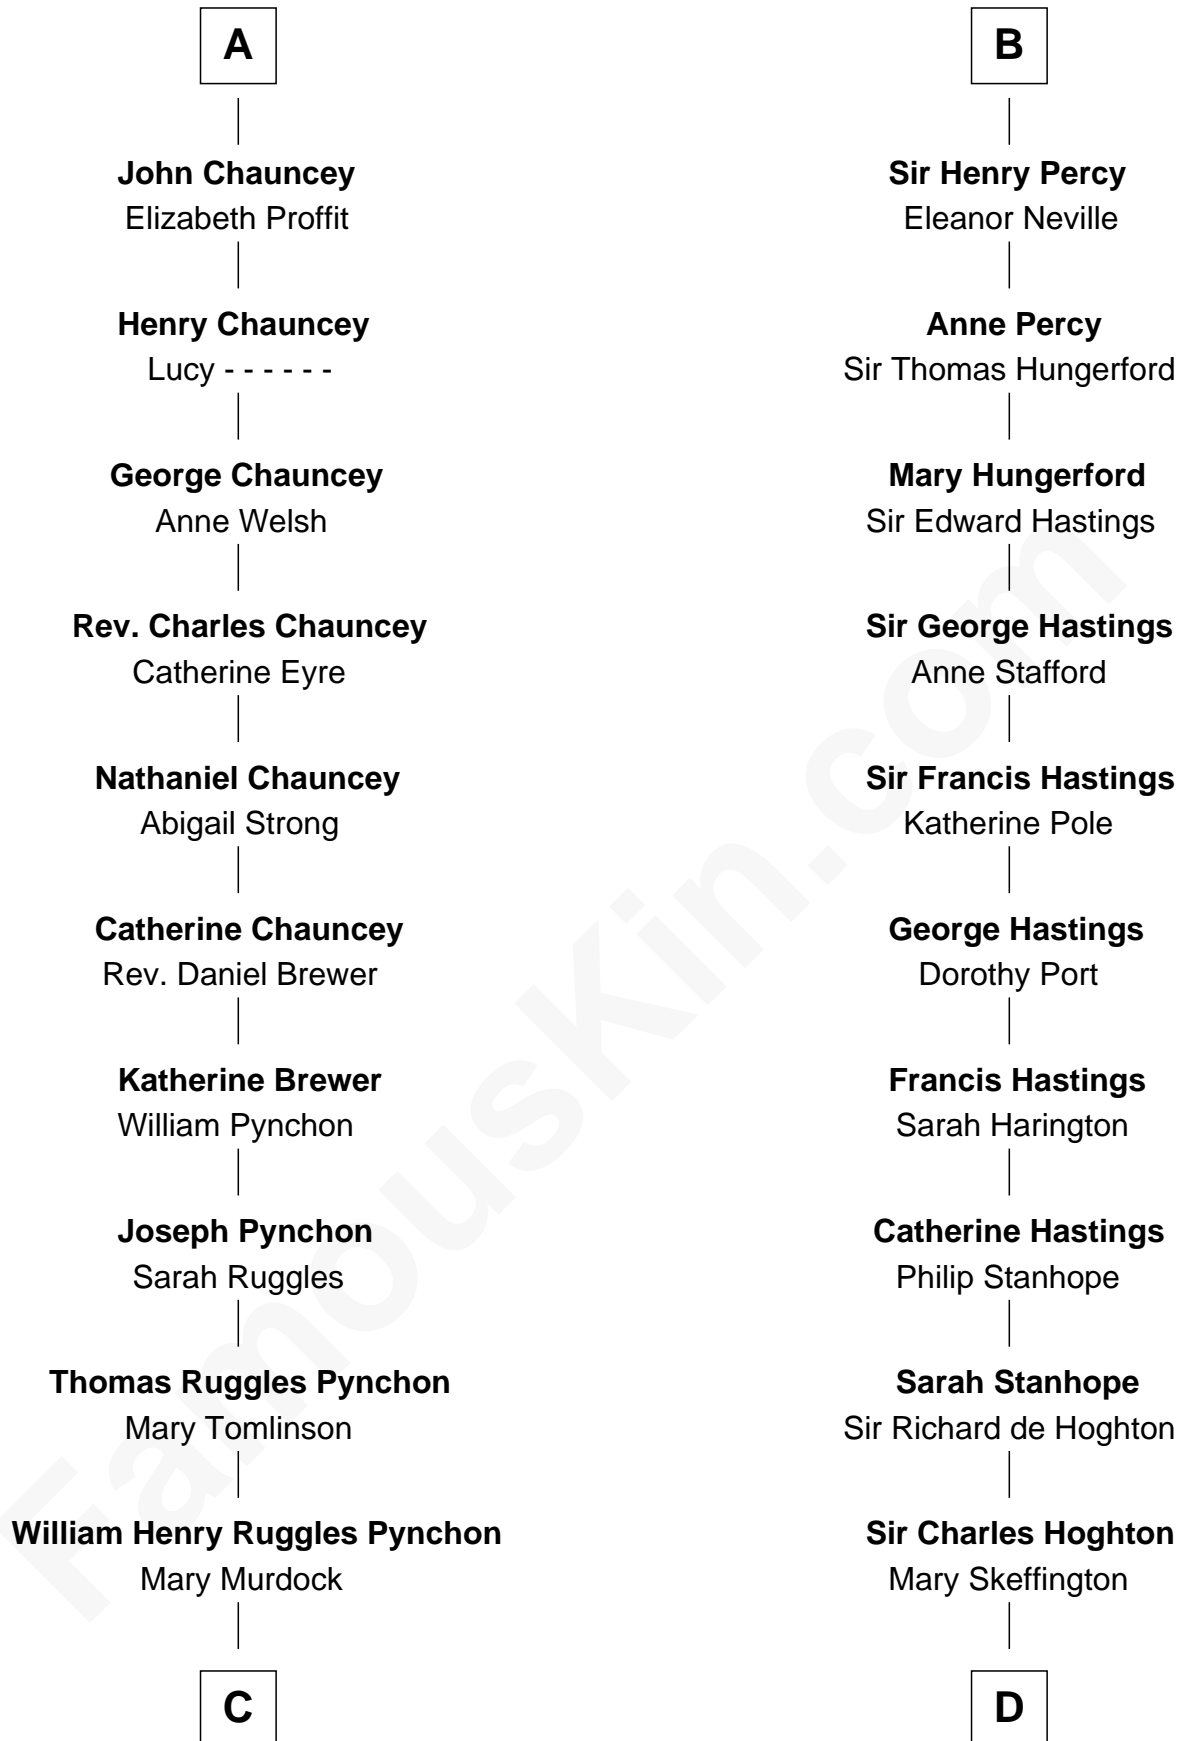 A
John Chauncey
Elizabeth Proffit
Henry Chauncey
Lucy - - - - - -
George Chauncey
Anne Welsh
Rev. Charles Chauncey
Catherine Eyre
Nathaniel Chauncey
Abigail Strong
Catherine Chauncey
Rev. Daniel Brewer
Katherine Brewer
William Pynchon
Joseph Pynchon
Sarah Ruggles
Thomas Ruggles Pynchon
Mary Tomlinson
William Henry Ruggles Pynchon
Mary Murdock
C
B
Sir Henry Percy
Eleanor Neville
Anne Percy
Sir Thomas Hungerford
Mary Hungerford
Sir Edward Hastings
Sir George Hastings
Anne Stafford
Sir Francis Hastings
Katherine Pole
George Hastings
Dorothy Port
Francis Hastings
Sarah Harington
Catherine Hastings
Philip Stanhope
Sarah Stanhope
Sir Richard de Hoghton
Sir Charles Hoghton
Mary Skeffington
D
FamousKin.com